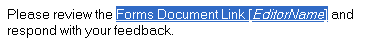 Please review the Forms Document Link [EditorName] and
respond with your feedback.